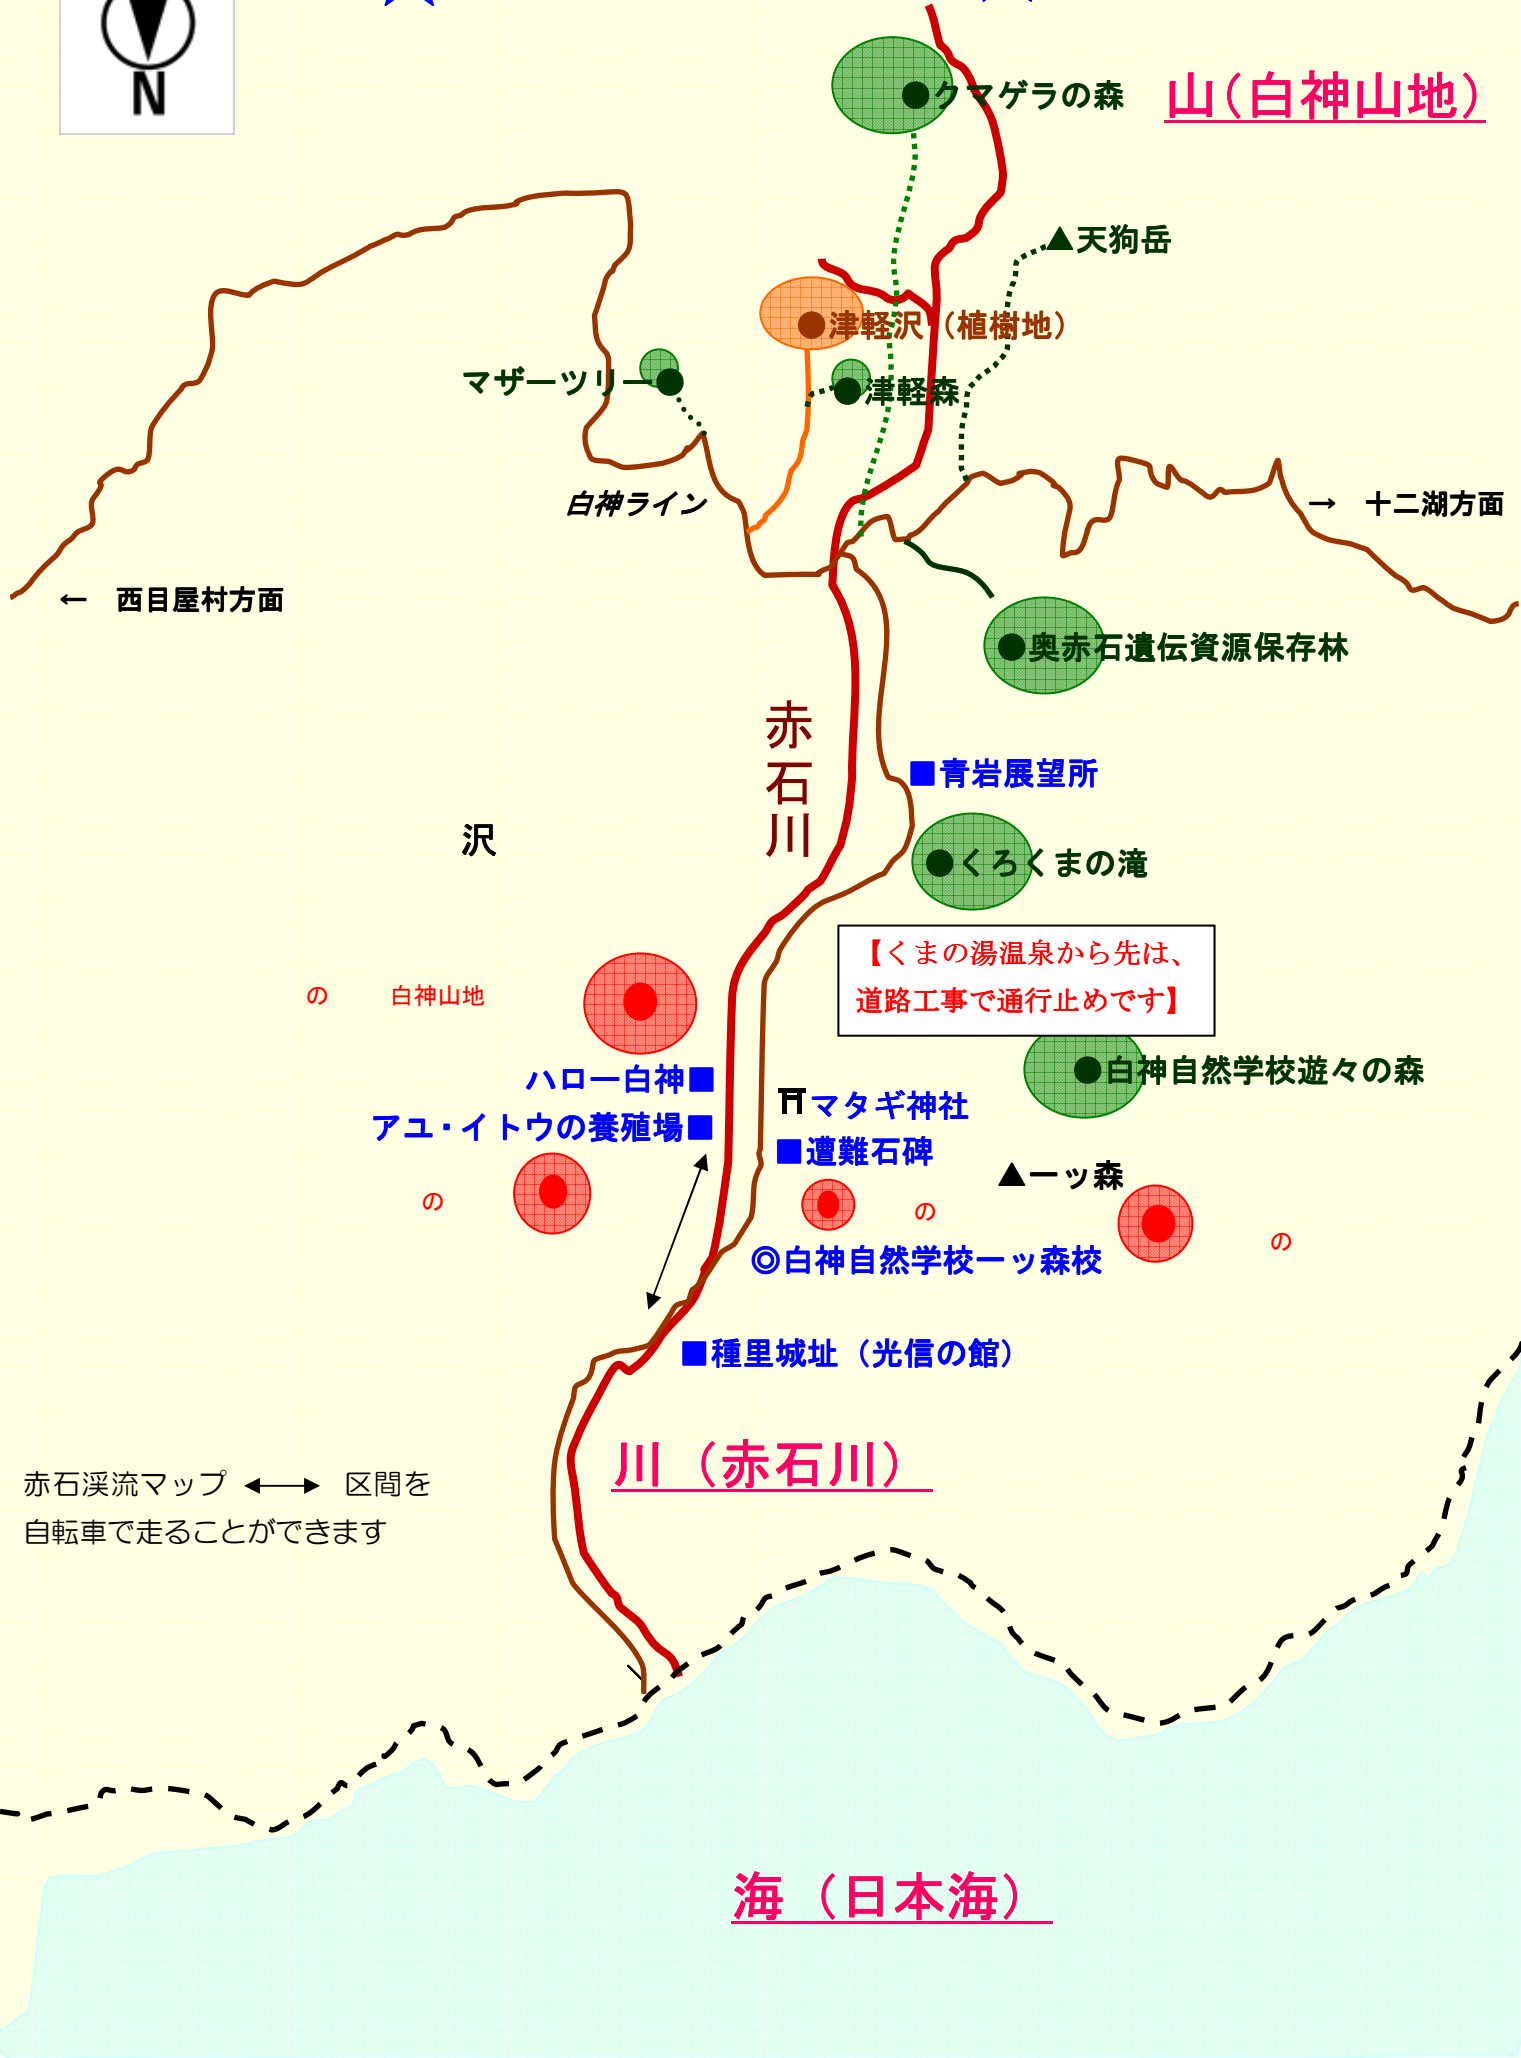 N
クマゲラの森
山(白神山地)
▲天狗岳
津軽沢（植樹地）
マザーツリー
津軽森
白神ライン
→ 十二湖方面
← 西目屋村方面
奥赤石遺伝資源保存林
赤石川
■青岩展望所
沢
くろくまの滝
【くまの湯温泉から先は、
道路工事で通行止めです】
の 白神山地
白神自然学校遊々の森
ハロー白神■
マタギ神社
アユ・イトウの養殖場■
■遭難石碑
▲一ッ森
の
の
の
◎白神自然学校一ッ森校
■種里城址（光信の館）
川（赤石川）
赤石渓流マップ ←→ 区間を
自転車で走ることができます
海（日本海）